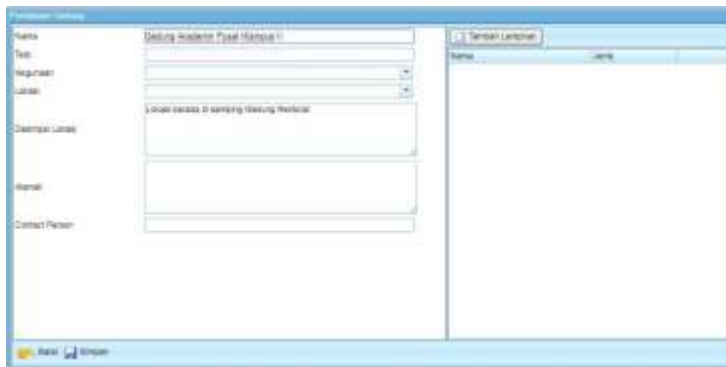 Nama
Gedung Akademik Pusat (Kampus I)
Telp
Kegunaan
Lokasi
Deskripsi Lokasi
Lokasi berada di samping Gedung Rektorat
Alamat
Contact Person
Tambah Lampiran
Nama
Jenis
Batal
Simpan